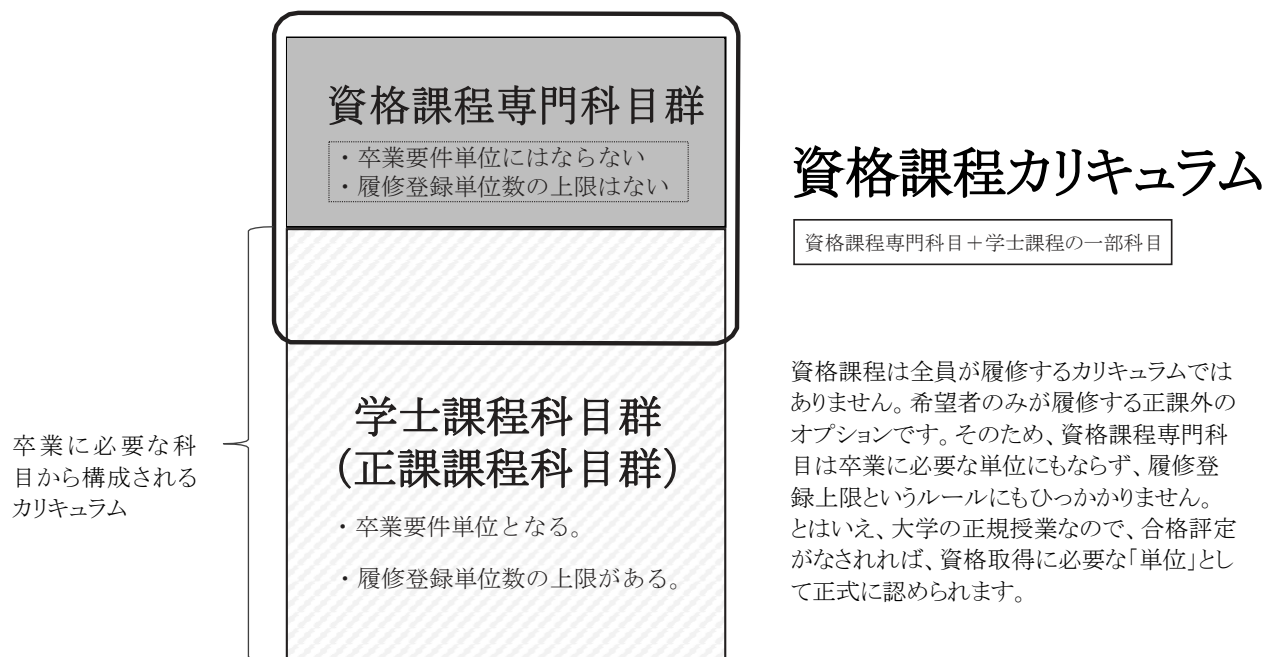 資格課程専門科目群
・卒業要件単位にはならない
・履修登録単位数の上限はない
資格課程カリキュラム
資格課程専門科目＋学士課程の一部科目
卒業に必要な科
目から構成される
カリキュラム
学士課程科目群
（正課課程科目群）
・卒業要件単位となる。
・履修登録単位数の上限がある。
資格課程は全員が履修するカリキュラムでは
ありません。希望者のみが履修する正課外の
オプションです。そのため、資格課程専門科
目は卒業に必要な単位にもならず、履修登
録上限というルールにもひっかかりません。
とはいえ、大学の正規授業なので、合格評定
がなされれば、資格取得に必要な「単位」とし
て正式に認められます。